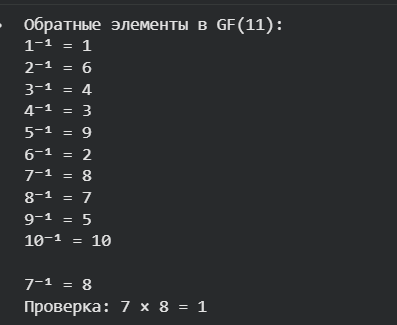 Обратные элементы в GF(11):
1⁻¹ = 1
2⁻¹ = 6
3⁻¹ = 4
4⁻¹ = 3
5⁻¹ = 9
6⁻¹ = 2
7⁻¹ = 8
8⁻¹ = 7
9⁻¹ = 5
10⁻¹ = 10
7⁻¹ = 8
Проверка: 7 × 8 = 1